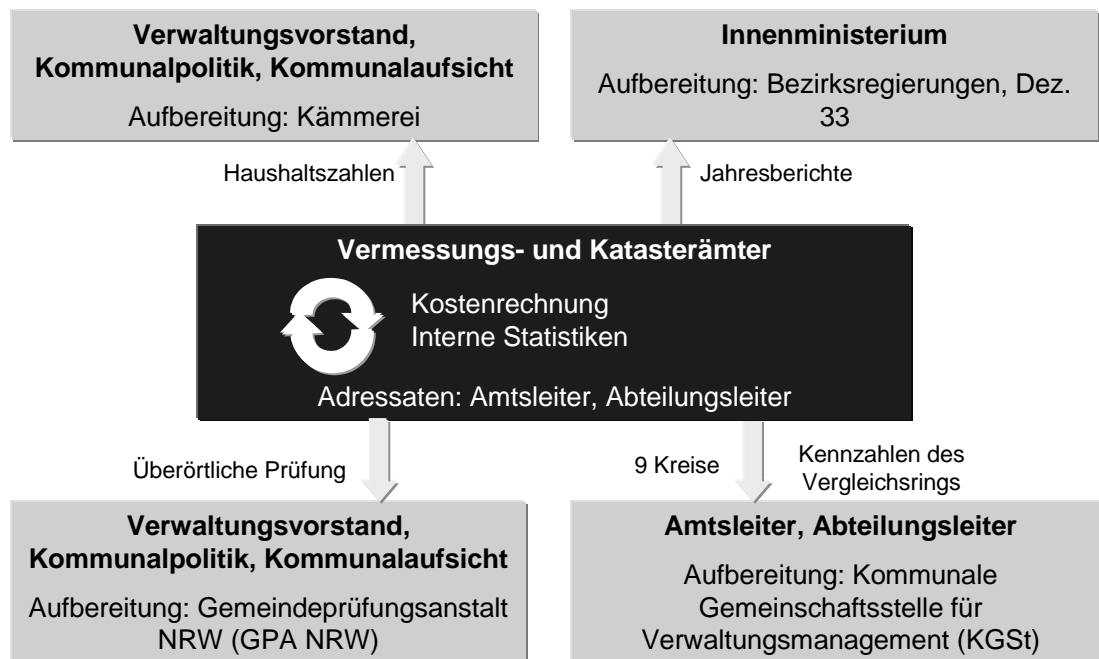 Verwaltungsvorstand,
Kommunalpolitik, Kommunalaufsicht
Aufbereitung: Kämmerei
Innenministerium
Aufbereitung: Bezirksregierungen, Dez.
33
Haushaltszahlen
Jahresberichte
Vermessungs- und Katasterämter
Kostenrechnung
Interne Statistiken
Adressaten: Amtsleiter, Abteilungsleiter
Überörtliche Prüfung
9 Kreise
Kennzahlen des
Vergleichsrings
Verwaltungsvorstand,
Kommunalpolitik, Kommunalaufsicht
Aufbereitung: Gemeindeprüfungsanstalt
NRW (GPA NRW)
Amtsleiter, Abteilungsleiter
Aufbereitung: Kommunale
Gemeinschaftsstelle für
Verwaltungsmanagement (KGSt)